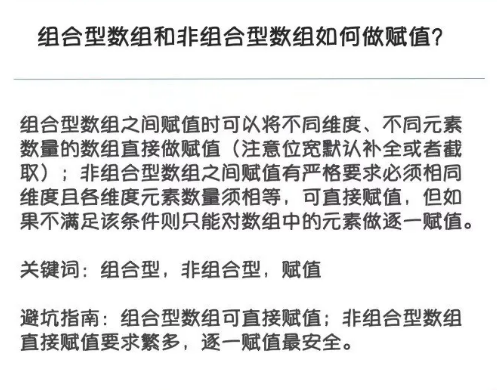 组合型数组和非组合型数组如何做赋值？
组合型数组之间赋值时可以将不同维度、不同元素
数量的数组直接做赋值（注意位宽默认补全或者截
取）；非组合型数组之间赋值有严格要求必须相同
维度且各维度元素数量须相等，可直接赋值，但如
果不满足该条件则只能对数组中的元素做逐一赋值。
关键词：组合型，非组合型，赋值
避坑指南：组合型数组可直接赋值；非组合型数组
直接赋值要求繁多，逐一赋值最安全。